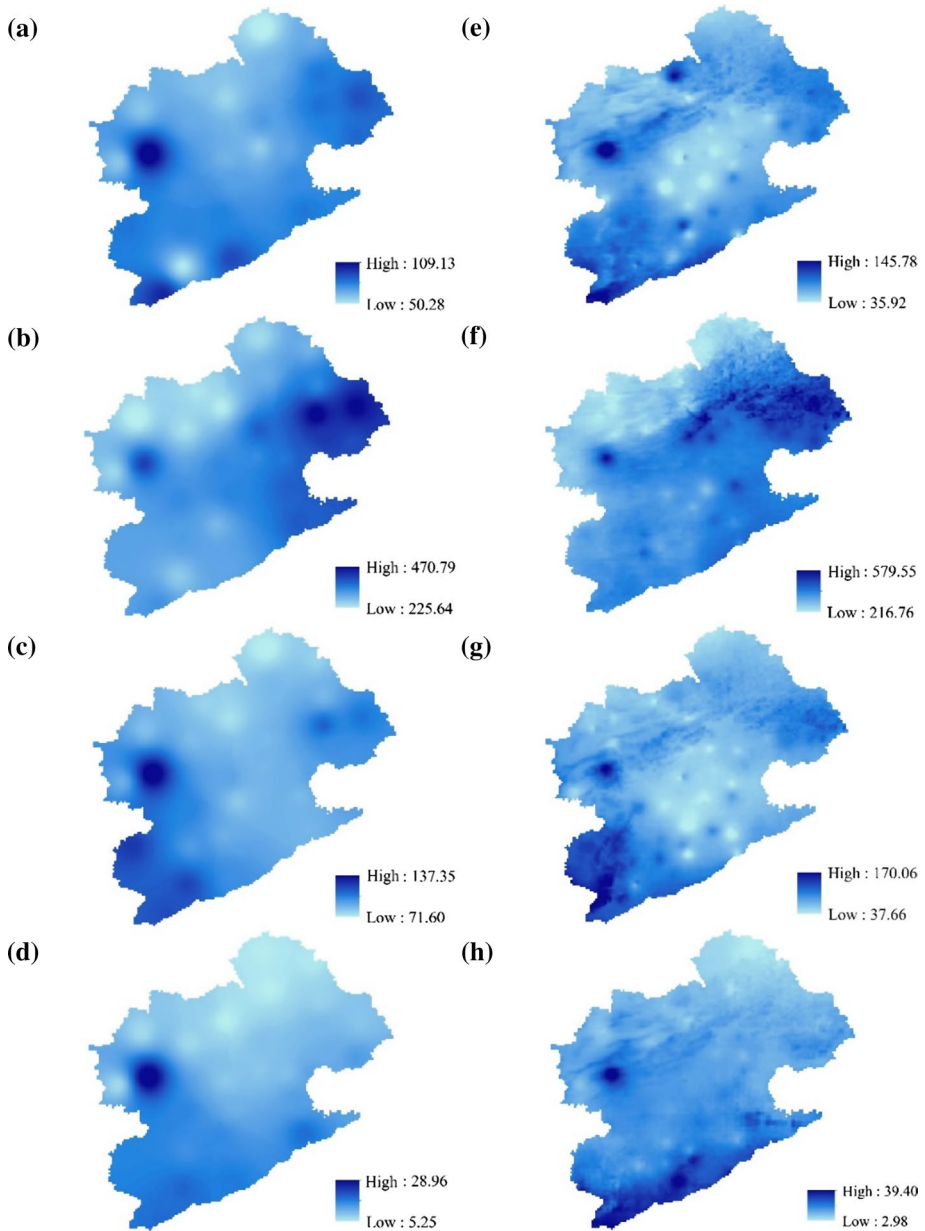 (a)
High : 109.13
Low : 50.28
(e)
High : 145.78
Low : 35.92
(b)
High : 470.79
Low : 225.64
(f)
High : 579.55
Low : 216.76
(c)
High : 137.35
Low : 71.60
(g)
High : 170.06
Low : 37.66
(d)
High : 28.96
Low : 5.25
(h)
High : 39.40
Low : 2.98